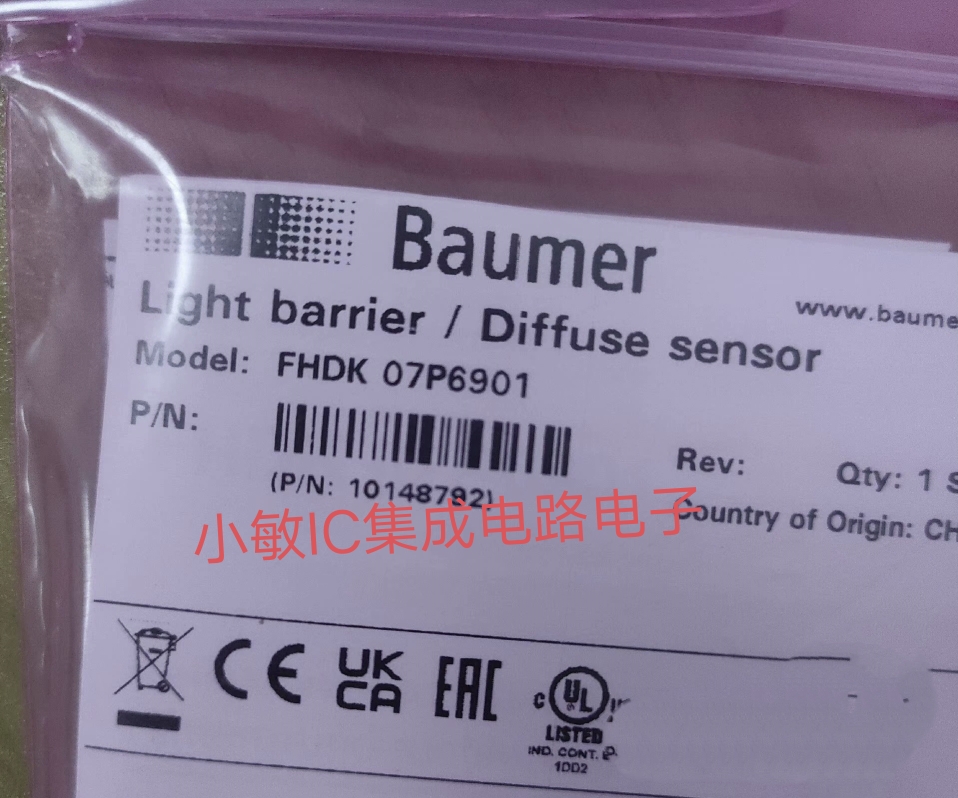 Baumer
www.baume
Light barrier / Diffuse sensor
Model: FHDK 07P6901
P/N:
Rev:
Qty: 1 S
(P/N: 10148792)
Country of Origin: CH
小敏IC集成电路电子
CE
UK
CA
EAC
c UL
LISTED
IND. CONT. EQ.
1DD2